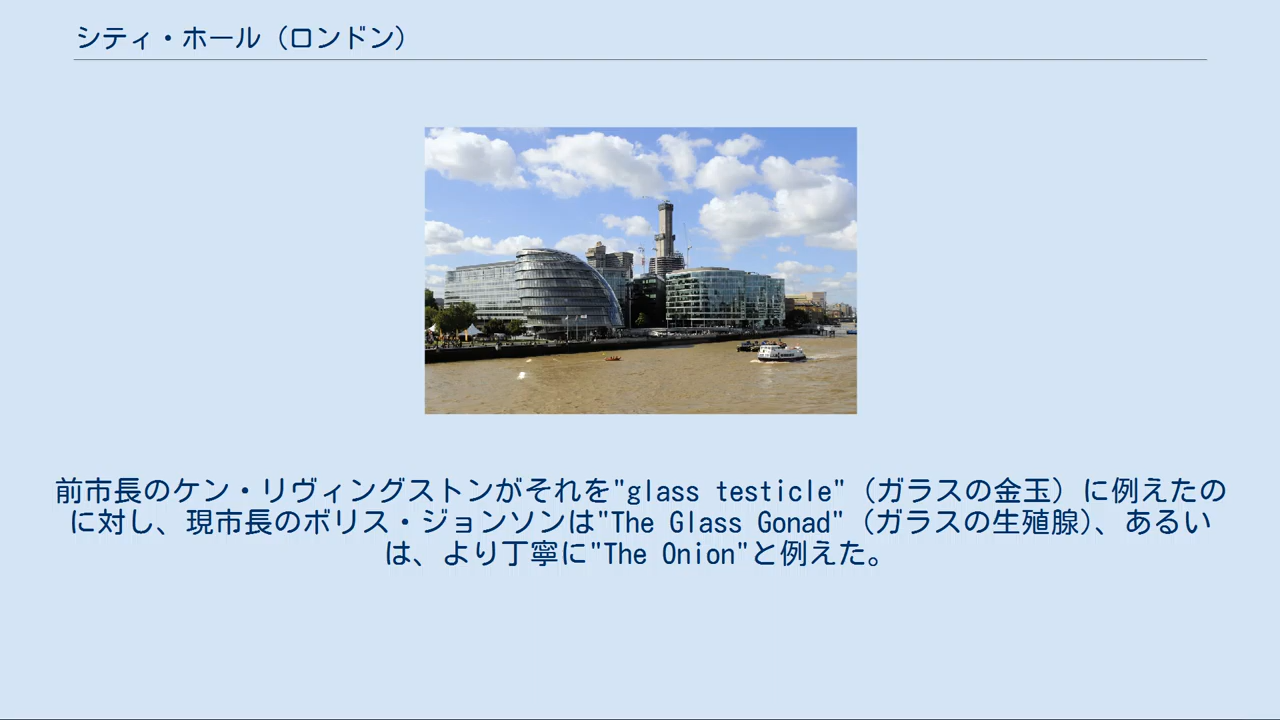 シティ・ホール（ロンドン）
前市長のケン・リヴィングストンがそれを"glass testicle"（ガラスの金玉）に例えたの
に対し、現市長のボリス・ジョンソンは"The Glass Gonad"（ガラスの生殖腺）、あるい
は、より丁寧に"The Onion"と例えた。